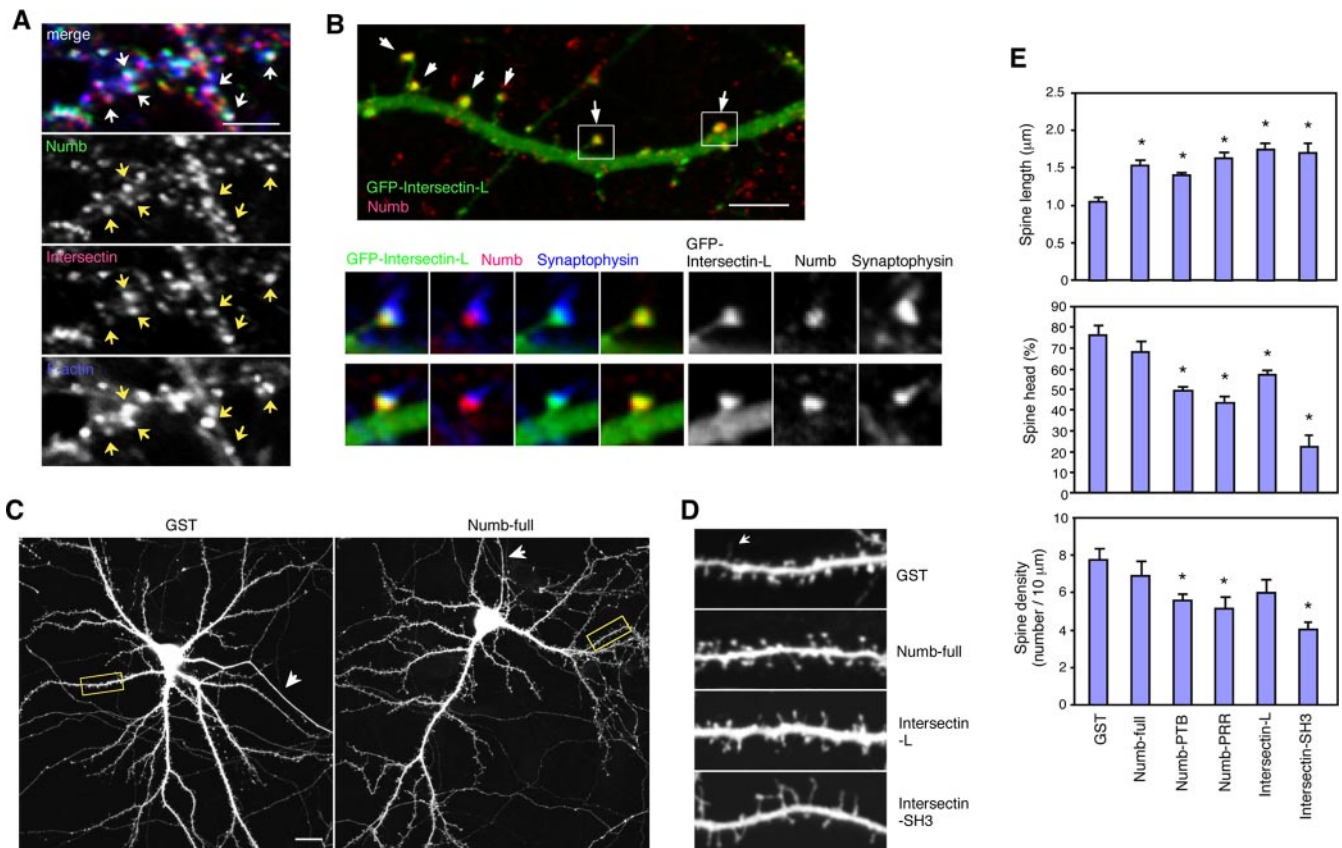 A
merge
Numb
Intersectin
F-actin
B
GFP-Intersectin-L
Numb
GFP-Intersectin-L Numb Synaptophysin
GFP-
Intersectin-L Numb Synaptophysin
C
GST Numb-full
D
GST
Numb-full
Intersectin
-L
Intersectin
-SH3
E
Spine length (μm)
2.5
2.0
1.5
1.0
0.5
0
* * * * *
Spine head (%)
90
80
70
60
50
40
30
20
10
0
* * * *
Spine density
(number / 10 μm)
10
8
6
4
2
0
* * *
GST
Numb-full
Numb-PTB
Numb-PRR
Intersectin-L
Intersectin-SH3